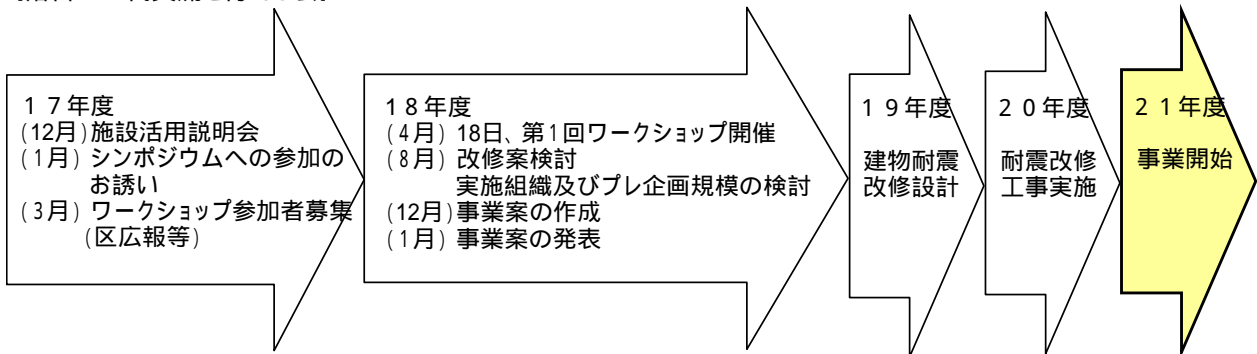 17年度
(12月)施設活用説明会
(1月) シンポジウムへの参加の
お誘い
(3月) ワークショップ参加者募集
(区広報等)
18年度
(4月) 18日、第1回ワークショップ開催
(8月) 改修案検討
実施組織及びプレ企画規模の検討
(12月)事業案の作成
(1月) 事業案の発表
19年度
建物耐震
改修設計
20年度
耐震改修
工事実施
21年度
事業開始